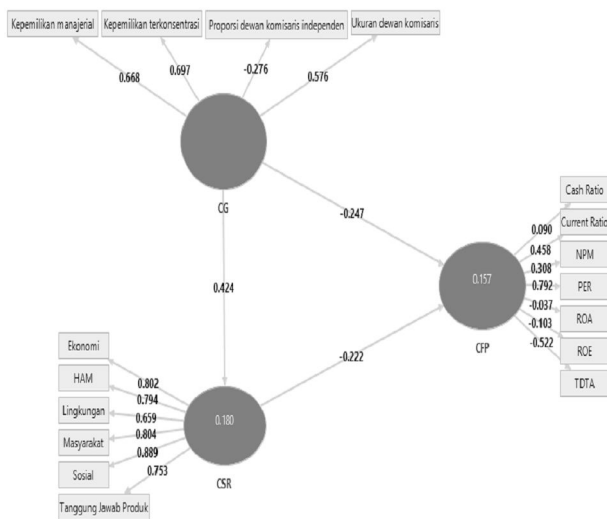 Kepemilikan manajerial
Kepemilikan terkonsentrasi
Proporsi dewan komisaris independen
Ukuran dewan komisaris
0.668
0.697
-0.276
0.576
CG
-0.247
0.424
-0.222
Cash Ratio
Current Ratio
NPM
PER
ROA
ROE
TDTA
0.090
0.458
0.308
0.792
-0.037
-0.103
-0.522
0.157
CFP
Ekonomi
HAM
Lingkungan
Masyarakat
Sosial
Tanggung Jawab Produk
0.802
0.794
0.659
0.804
0.889
0.753
0.180
CSR